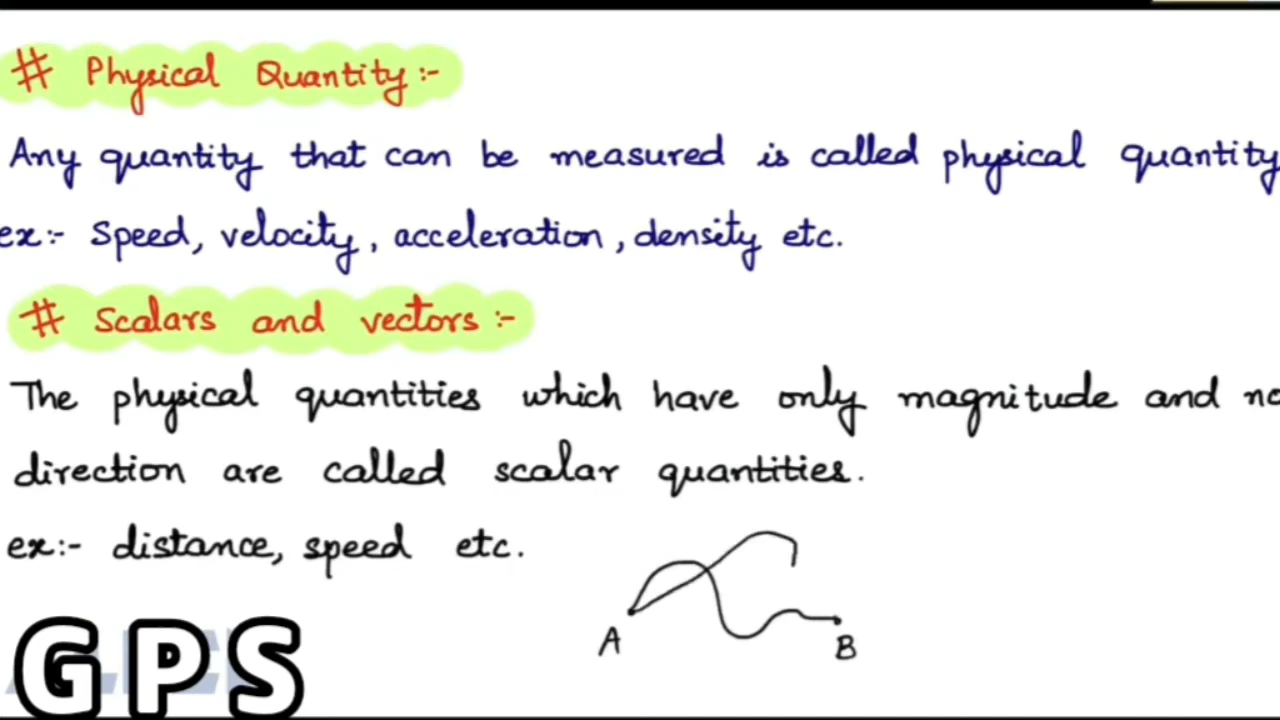 # Physical Quantity :-
Any quantity that can be measured is called physical quantity
ex:- Speed, velocity, acceleration, density etc.
# Scalars and vectors :-
The physical quantities which have only magnitude and no
direction are called scalar quantities.
ex:- distance, speed etc.
A
B
GPS